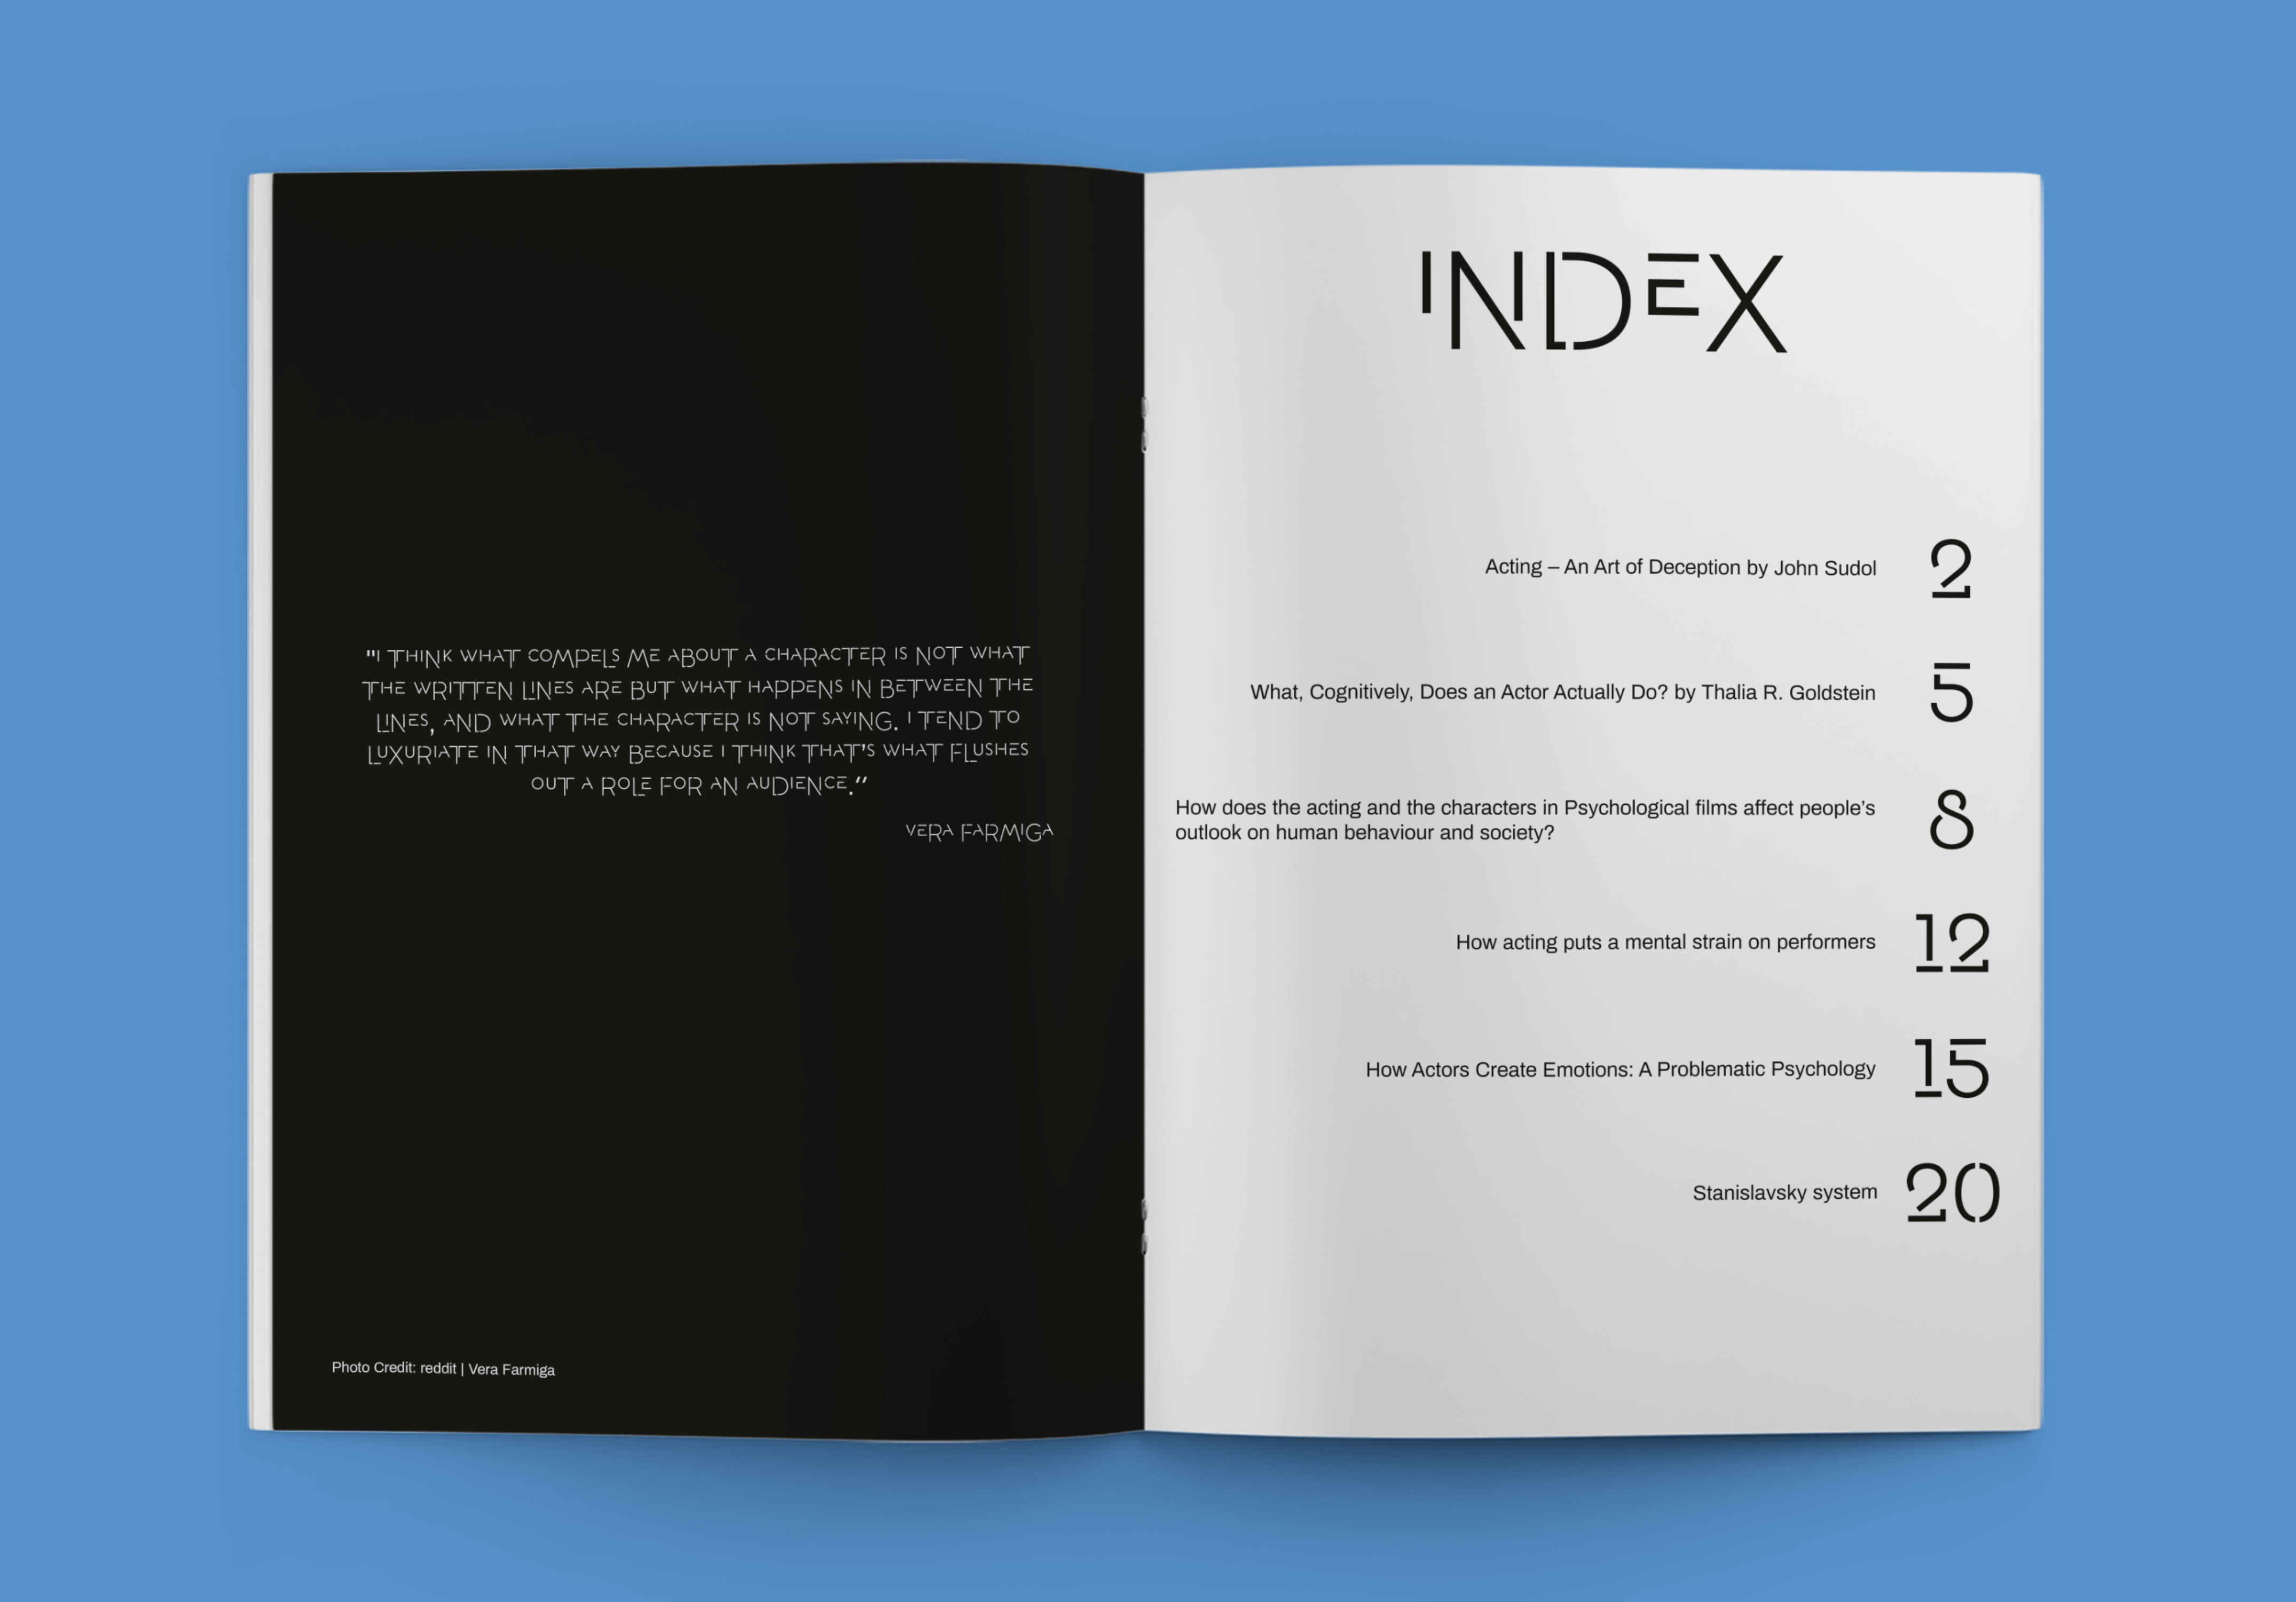 "I THINK WHAT COMPELS ME ABOUT A CHARACTER IS NOT WHAT
THE WRITTEN LINES ARE BUT WHAT HAPPENS IN BETWEEN THE
LINES, AND WHAT THE CHARACTER IS NOT SAYING. I TEND TO
LUXURIATE IN THAT WAY BECAUSE I THINK THAT'S WHAT FLUSHES
OUT A ROLE FOR AN AUDIENCE.”
VERA FARMIGA
Photo Credit: reddit | Vera Farmiga
INDEX
Acting – An Art of Deception by John Sudol 2
What, Cognitively, Does an Actor Actually Do? by Thalia R. Goldstein 5
How does the acting and the characters in Psychological films affect people’s
outlook on human behaviour and society? 8
How acting puts a mental strain on performers 12
How Actors Create Emotions: A Problematic Psychology 15
Stanislavsky system 20